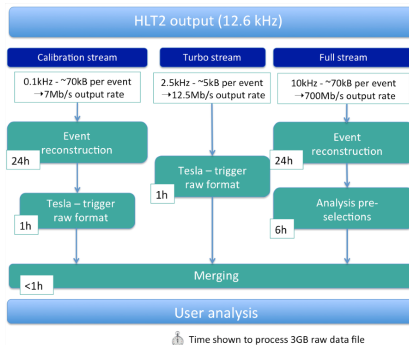 HLT2 output (12.6 kHz)
Calibration stream
Turbo stream
Full stream
0.1kHz - ~70kB per event
→7Mb/s output rate
2.5kHz - ~5kB per event
→12.5Mb/s output rate
10kHz - ~70kB per event
→700Mb/s output rate
Event
reconstruction
24h
Tesla – trigger
raw format
1h
Tesla – trigger
raw format
1h
Event
reconstruction
24h
Analysis pre-
selections
6h
Merging
<1h
User analysis
Time shown to process 3GB raw data file